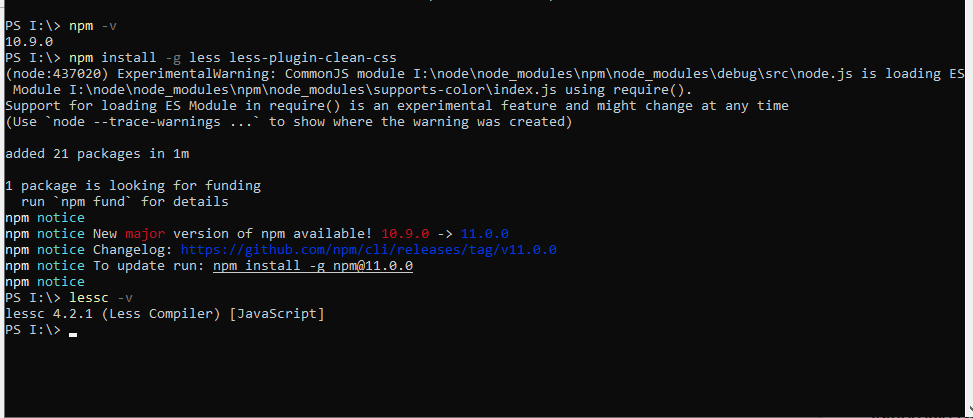 PS I:\> npm -v
10.9.0
PS I:\> npm install -g less less-plugin-clean-css
(node:437020) ExperimentalWarning: CommonJS module I:\node\node_modules\npm\node_modules\debug\src\node.js is loading ES
 Module I:\node\node_modules\npm\node_modules\supports-color\index.js using require().
Support for loading ES Module in require() is an experimental feature and might change at any time
(Use `node --trace-warnings ...` to show where the warning was created)
added 21 packages in 1m
1 package is looking for funding
  run `npm fund` for details
npm notice
npm notice New major version of npm available! 10.9.0 -> 11.0.0
npm notice Changelog: https://github.com/npm/cli/releases/tag/v11.0.0
npm notice To update run: npm install -g npm@11.0.0
npm notice
PS I:\> lessc -v
lessc 4.2.1 (Less Compiler) [JavaScript]
PS I:\>